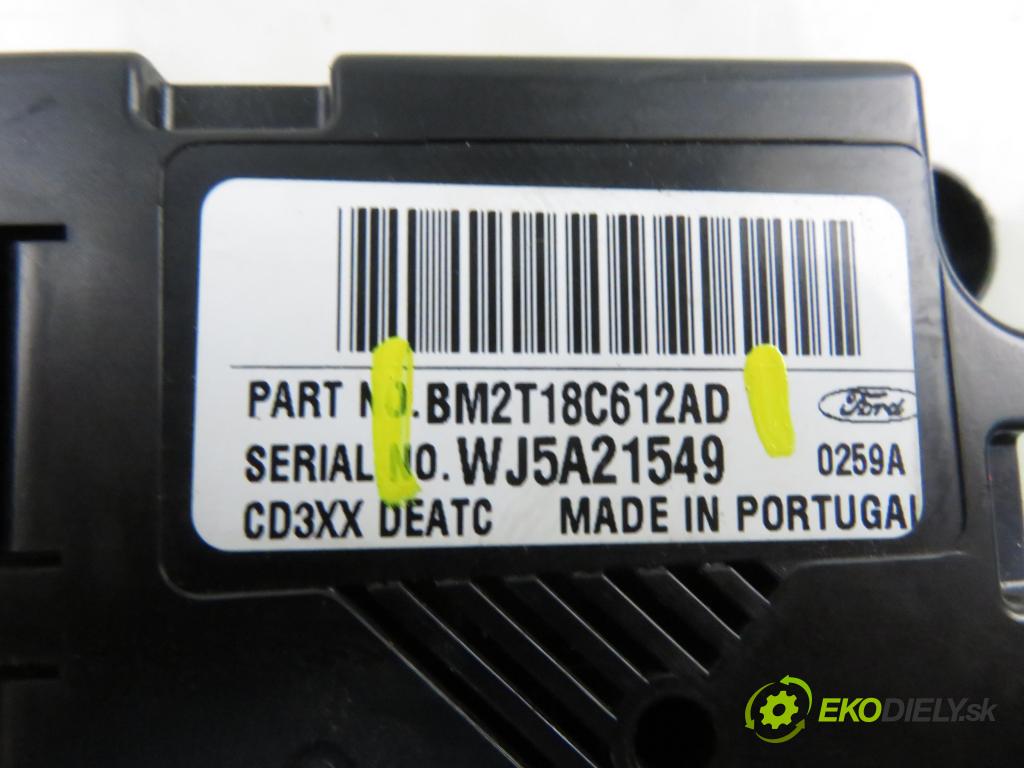 PART NO. BM2T18C612AD
Ford
SERIAL NO. WJ5A21549 0259A
CD3XX DEATC MADE IN PORTUGAL
EKODIELY.sk